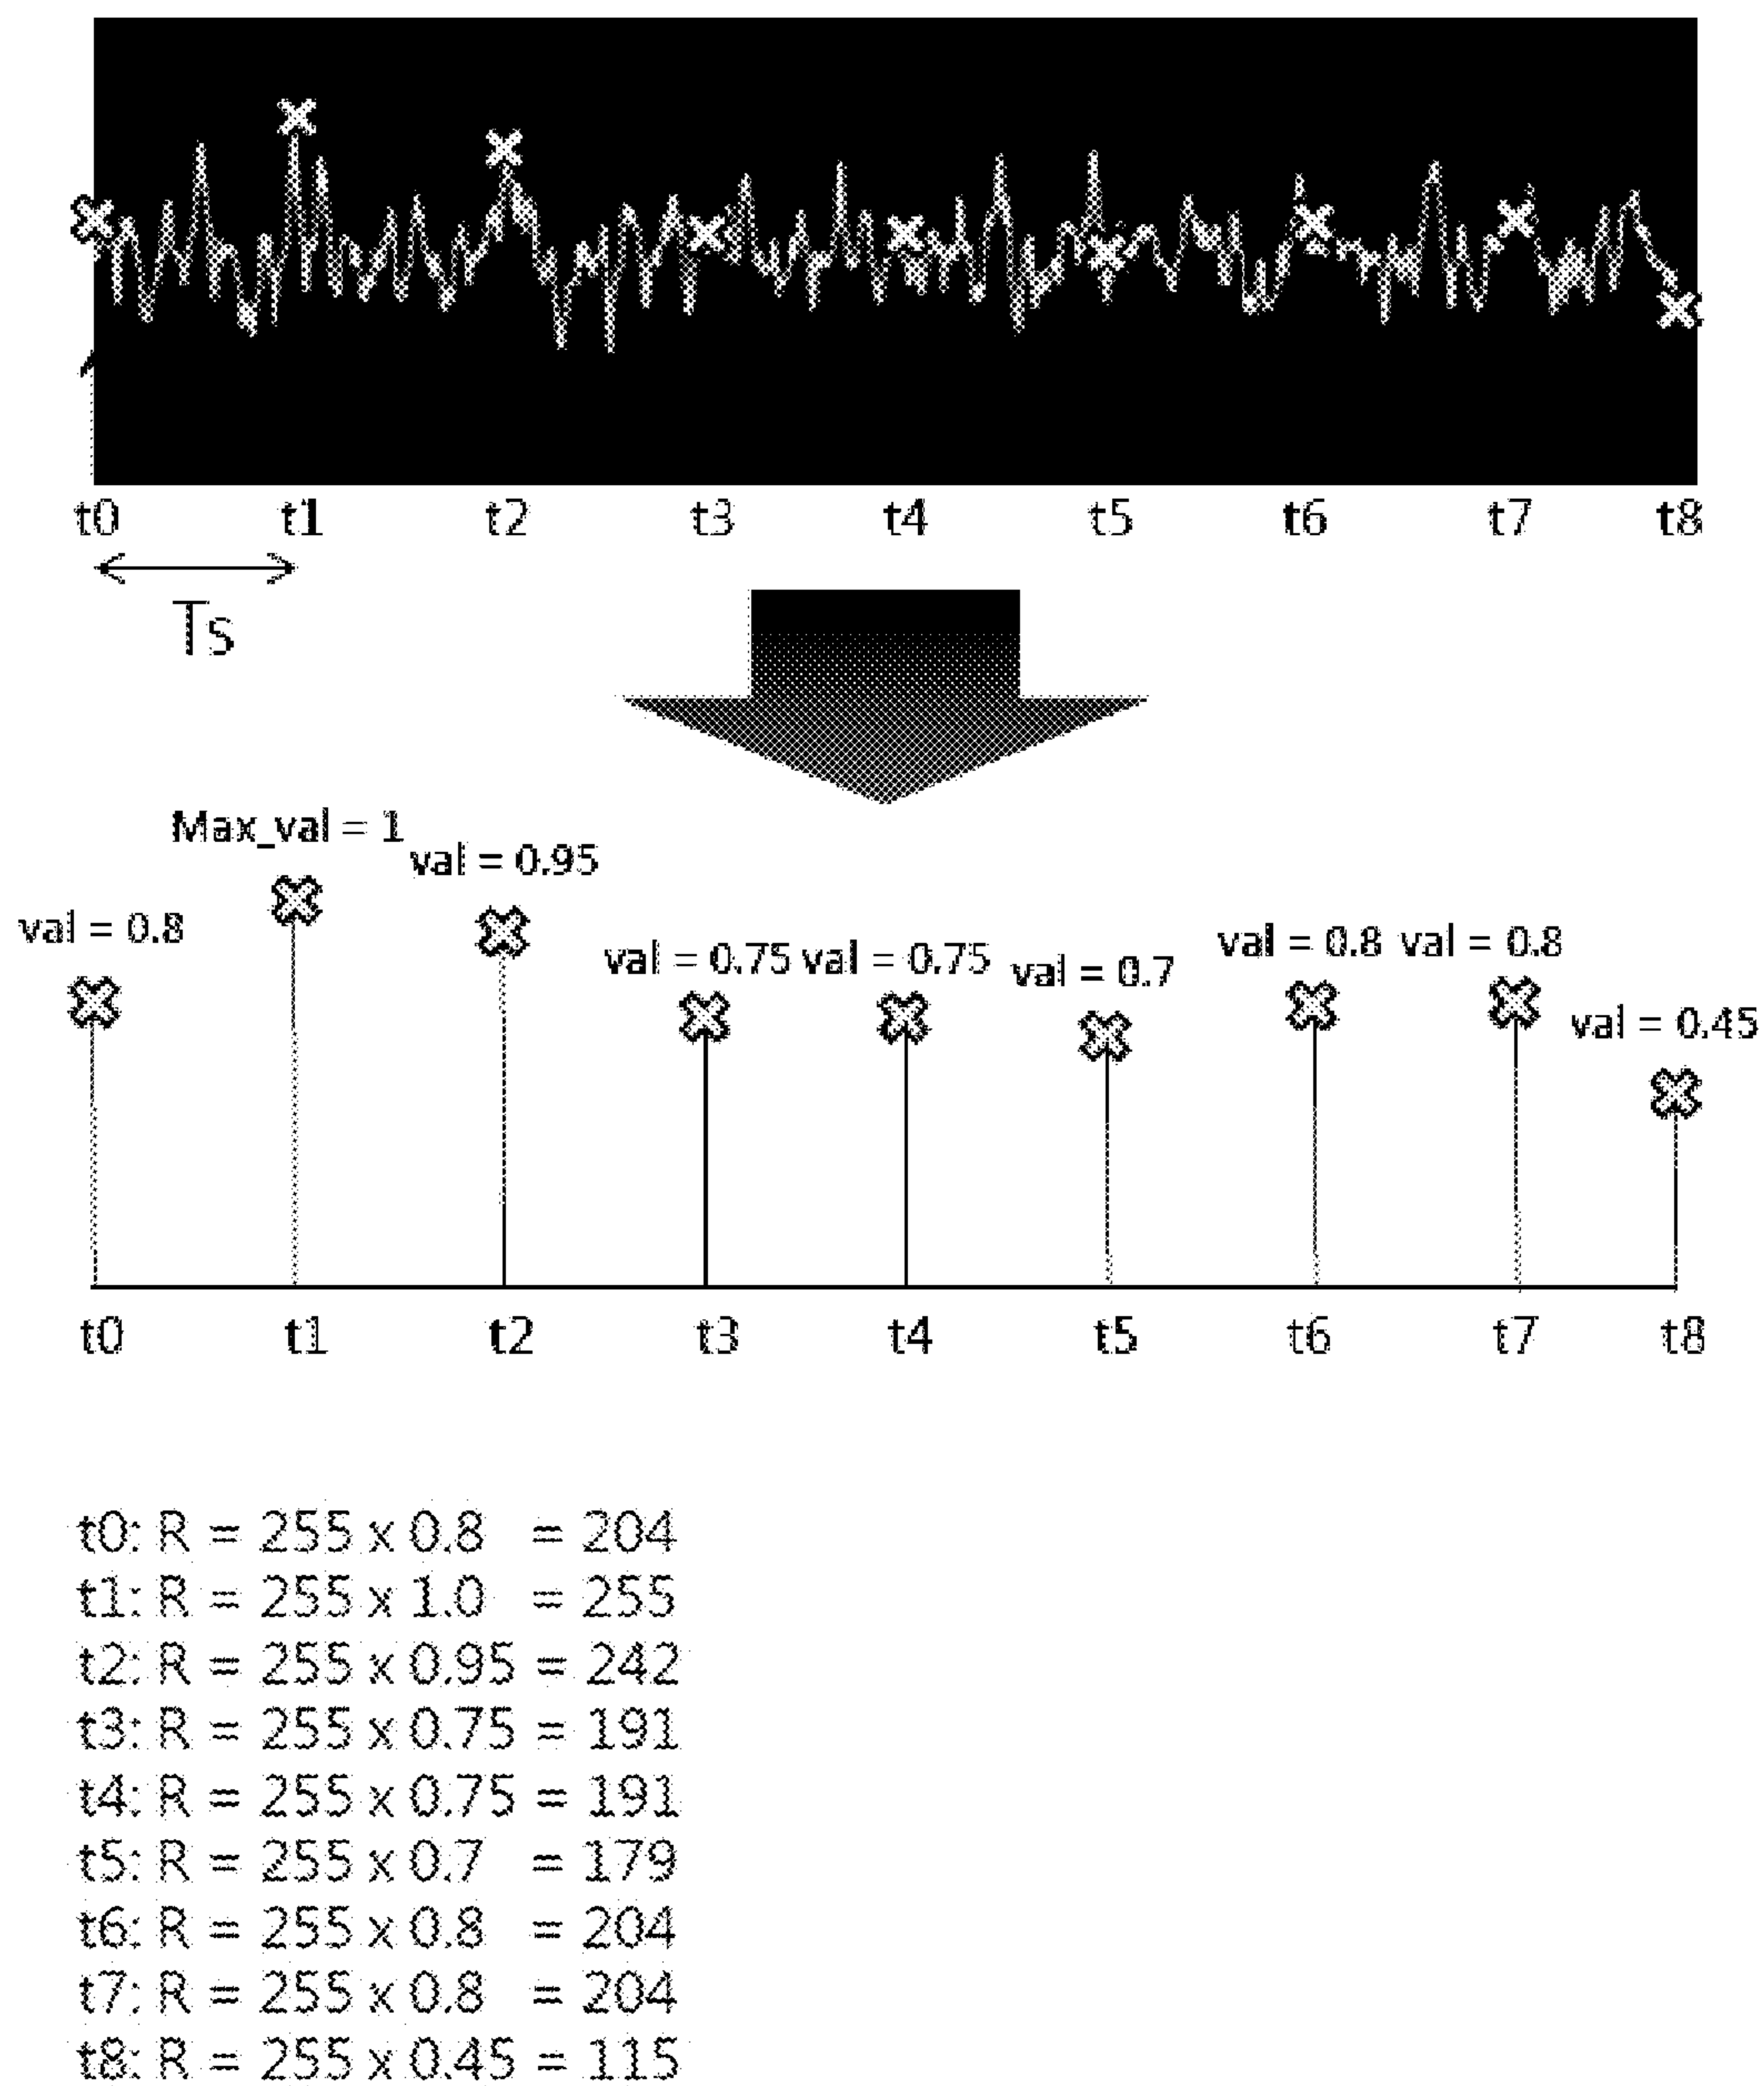 t0 t1 t2 t3 t4 t5 t6 t7 t8
Ts
Max_val = 1
val = 0.95
val = 0.8
val = 0.75 val = 0.75 val = 0.7 val = 0.8 val = 0.8
val = 0.45
t0 t1 t2 t3 t4 t5 t6 t7 t8
t0: R = 255 x 0.8 = 204
t1: R = 255 x 1.0 = 255
t2: R = 255 x 0.95 = 242
t3: R = 255 x 0.75 = 191
t4: R = 255 x 0.75 = 191
t5: R = 255 x 0.7 = 179
t6: R = 255 x 0.8 = 204
t7: R = 255 x 0.8 = 204
t8: R = 255 x 0.45 = 115